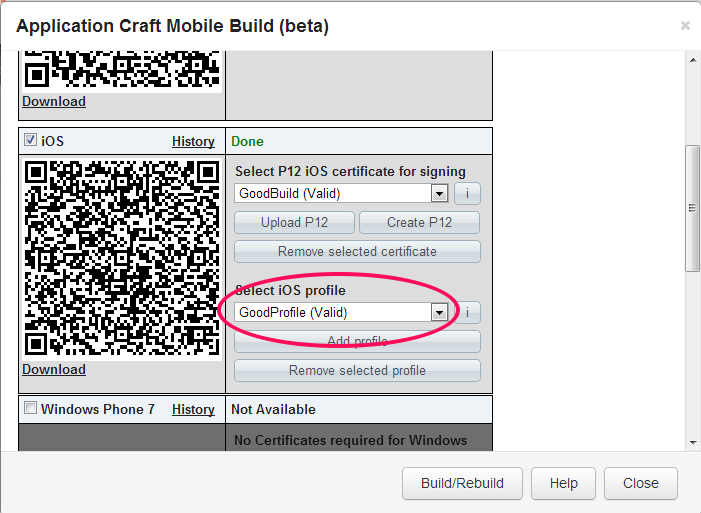 Application Craft Mobile Build (beta)
Download
iOS History Done
Select P12 iOS certificate for signing
GoodBuild (Valid) i
Upload P12 Create P12
Remove selected certificate
Select iOS profile
GoodProfile (Valid) i
Add profile
Remove selected profile
Download
Windows Phone 7 History Not Available
No Certificates required for Windows
Build/Rebuild Help Close